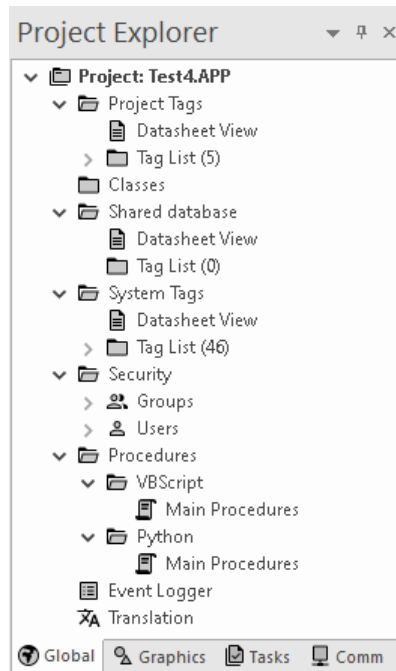 Project Explorer
Project: Test4.APP
Project Tags
Datasheet View
Tag List (5)
Classes
Shared database
Datasheet View
Tag List (0)
System Tags
Datasheet View
Tag List (46)
Security
Groups
Users
Procedures
VBScript
Main Procedures
Python
Main Procedures
Event Logger
Translation
Global Graphics Tasks Comm